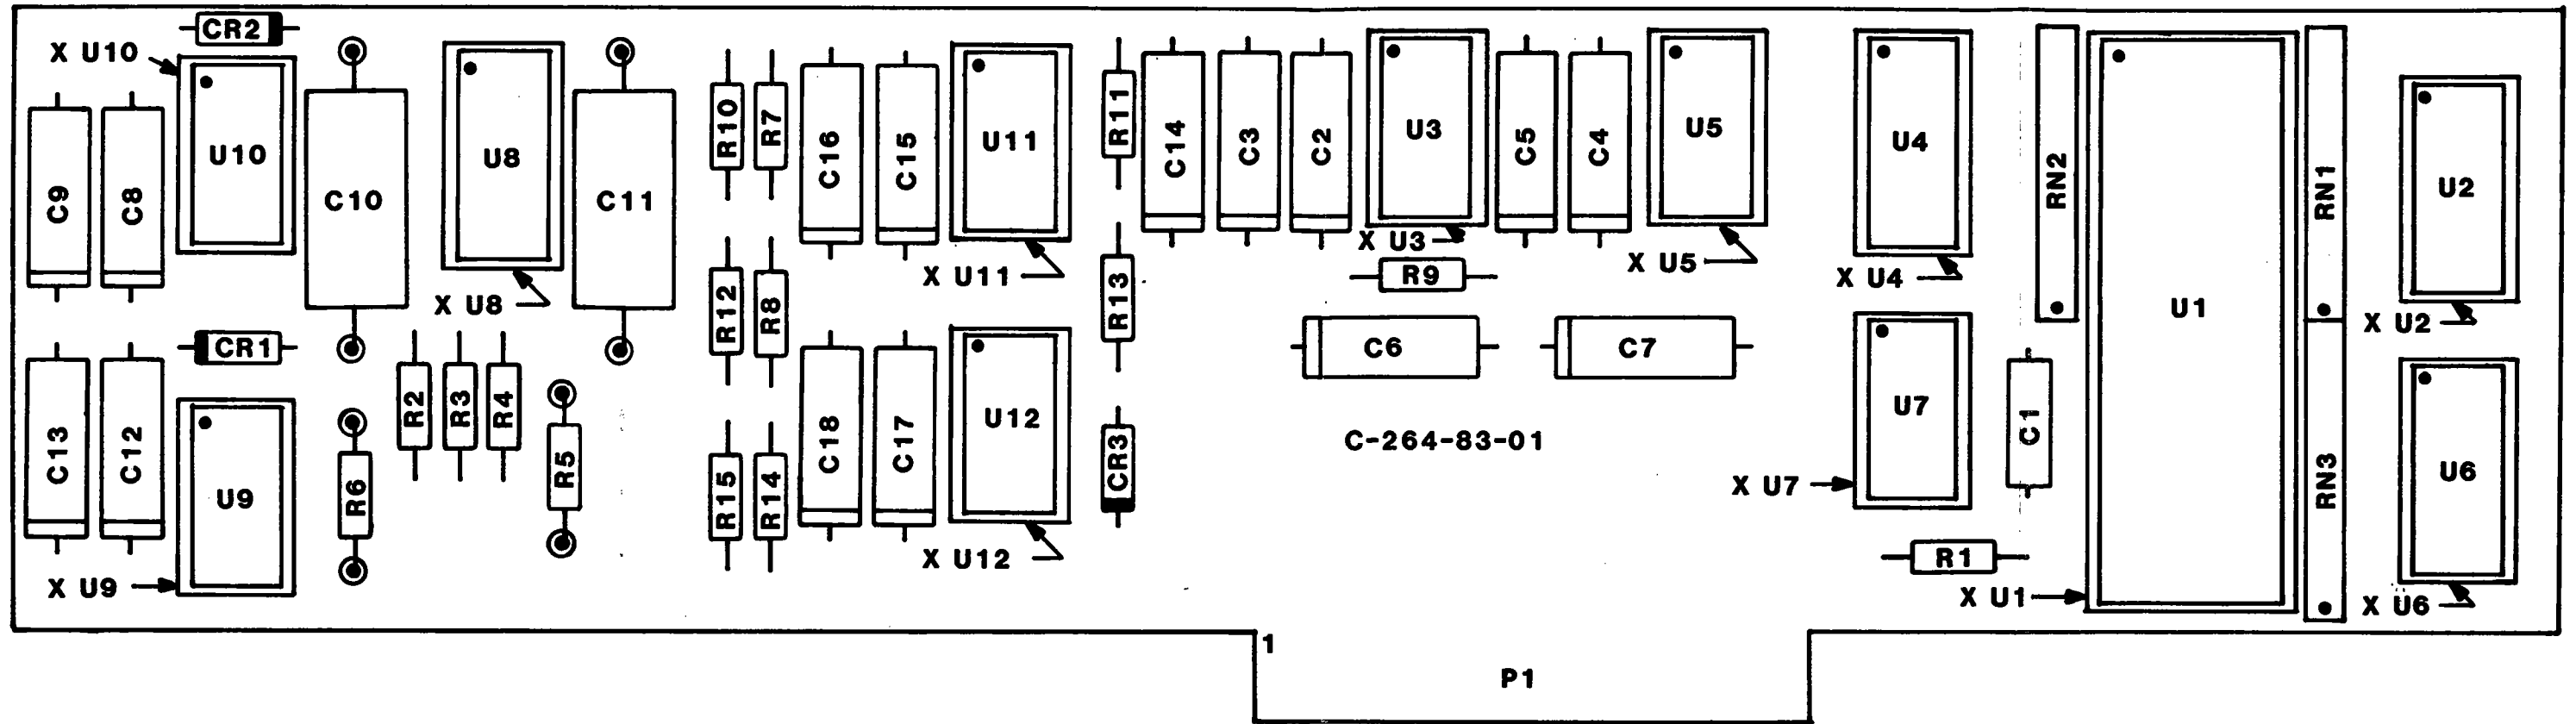 CR2
X U10
U10
C9
C8
C10
U8
X U8
C11
R10
R7
C16
C15
U11
X U11
R11
C14
C3
C2
U3
X U3
C5
C4
U5
X U5
U4
X U4
RN2
U1
X U1
RN1
U2
X U2
CR1
C13
C12
U9
X U9
R6
R2
R3
R4
R5
R12
R8
R15
R14
C18
C17
U12
X U12
R13
CR3
R9
C6
C7
C-264-83-01
U7
X U7
C1
R1
RN3
U6
X U6
1
P1